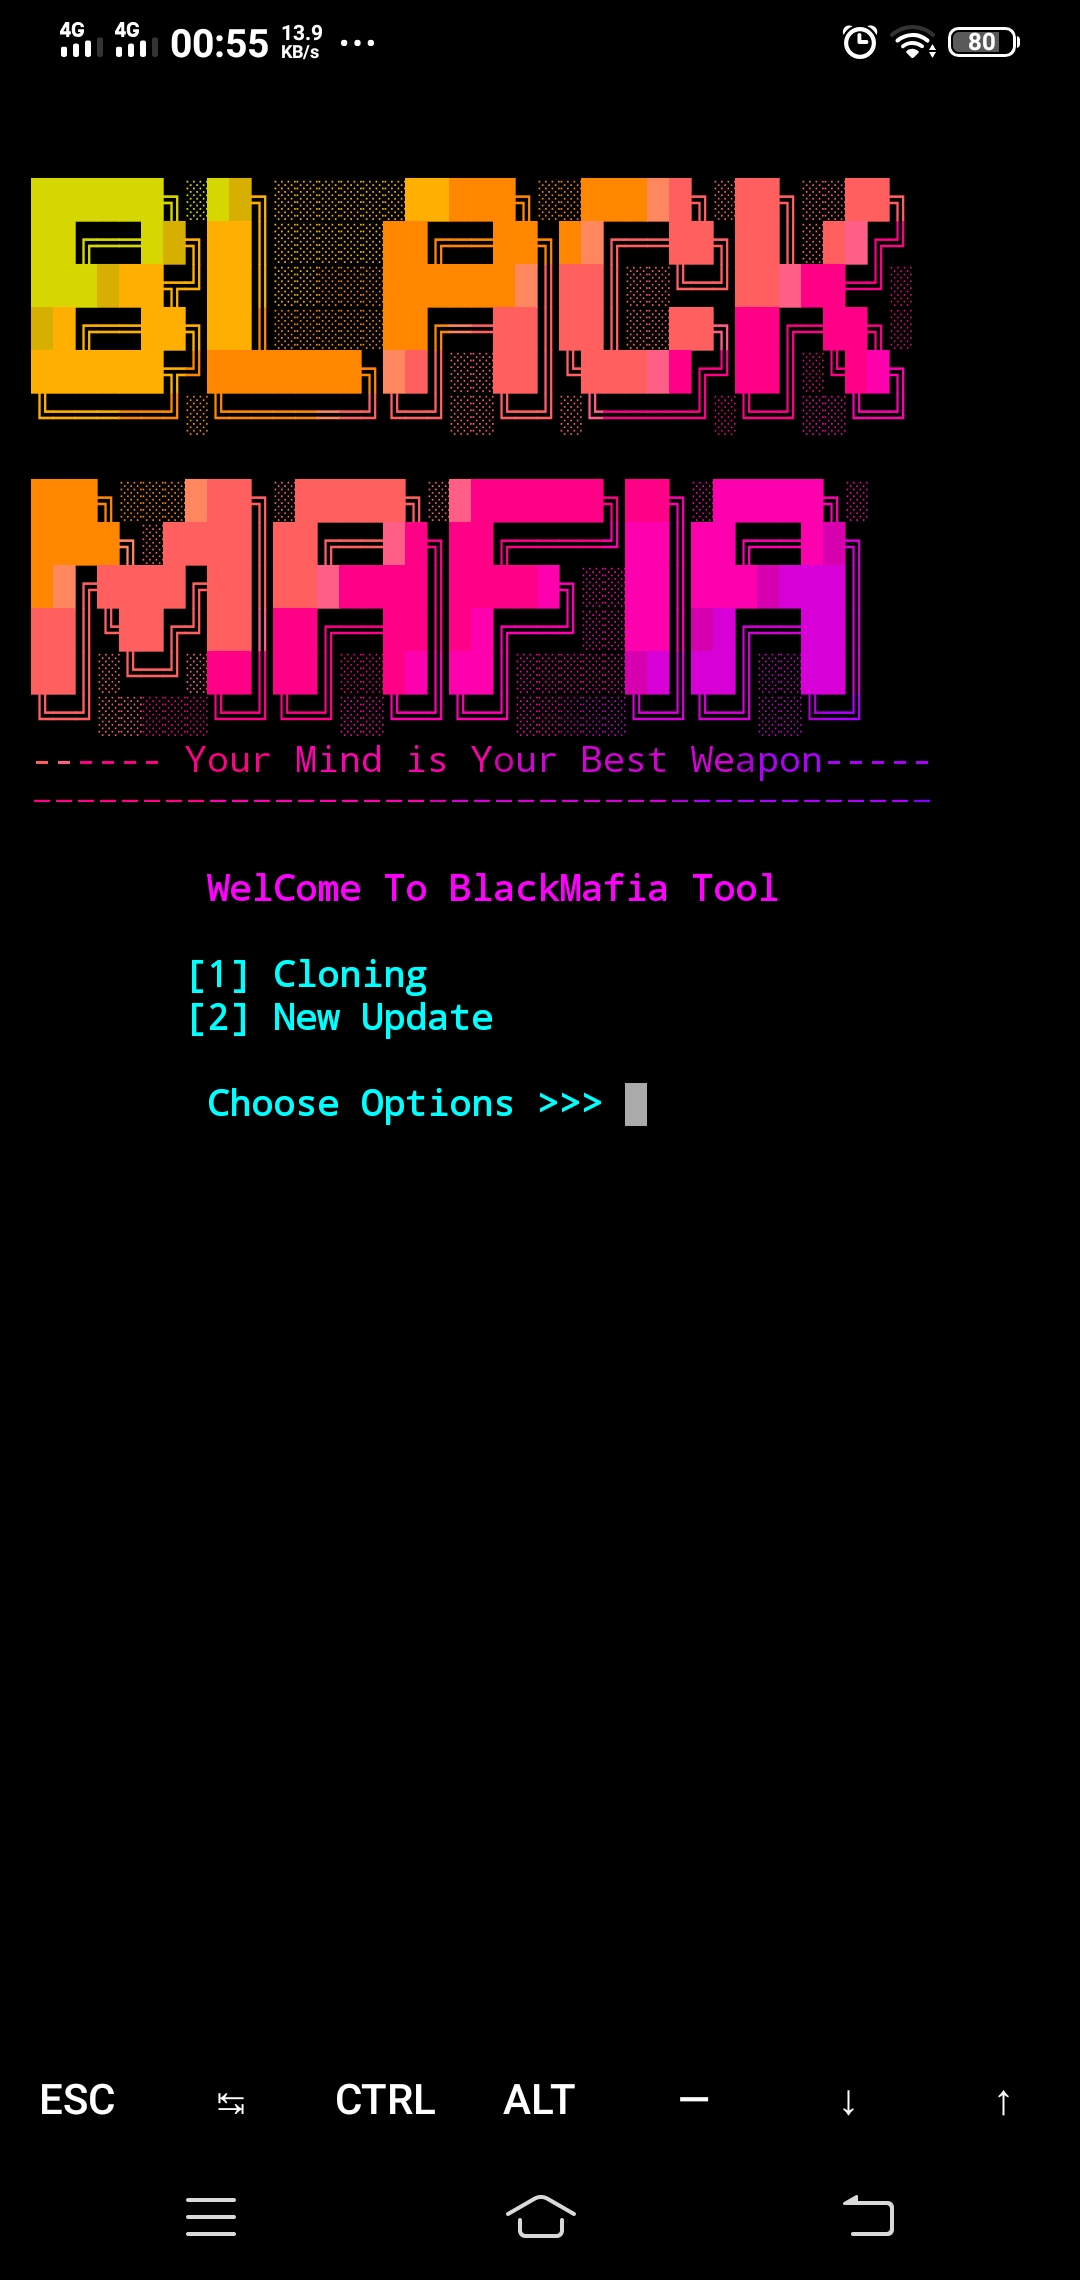 4G 4G 00:55 13.9 KB/s ... 80
BLACK
MAFIA
------ Your Mind is Your Best Weapon-----
-----------------------------------------
WelCome To BlackMafia Tool
[1] Cloning
[2] New Update
Choose Options >>>
ESC ↹ CTRL ALT – ↓ ↑